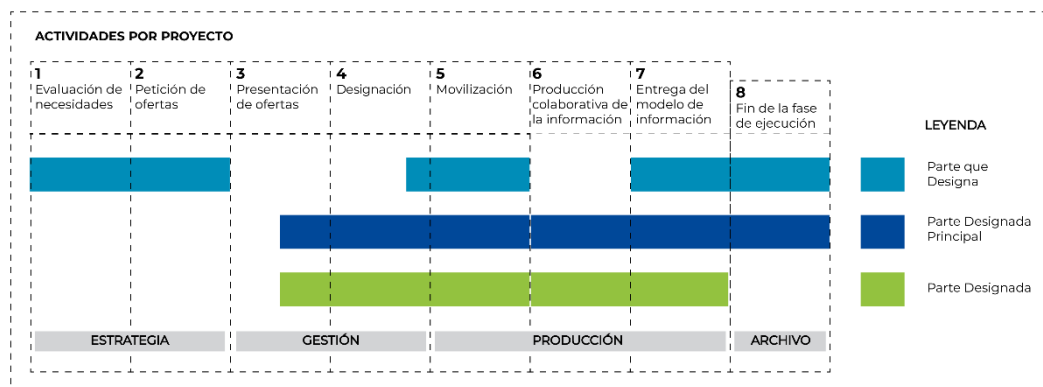 ACTIVIDADES POR PROYECTO
1
Evaluación de
necesidades
2
Petición de
ofertas
3
Presentación
de ofertas
4
Designación
5
Movilización
6
Producción
colaborativa de
la información
7
Entrega del
modelo de
información
8
Fin de la fase
de ejecución
LEYENDA
Parte que
Designa
Parte Designada
Principal
Parte Designada
ESTRATEGIA
GESTIÓN
PRODUCCIÓN
ARCHIVO